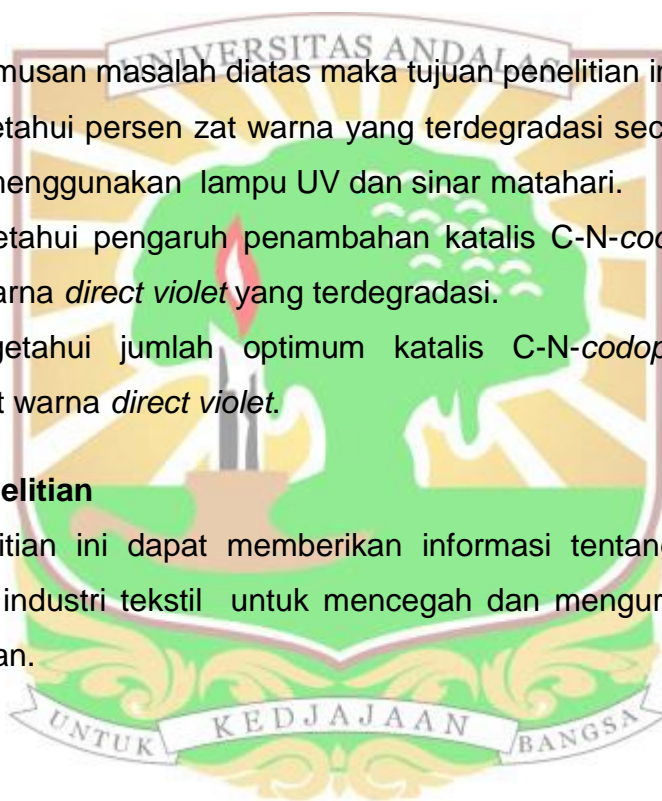 UNIVERSITAS ANDALAS
musan masalah diatas maka tujuan penelitian in
etahui persen zat warna yang terdegradasi sec
menggunakan lampu UV dan sinar matahari.
etahui pengaruh penambahan katalis C-N-cod
arna direct violet yang terdegradasi.
getahui jumlah optimum katalis C-N-codop
t warna direct violet.
elitian
itian ini dapat memberikan informasi tentang
industri tekstil untuk mencegah dan mengur
an.
UNTUK KEDJAJAAN BANGSA